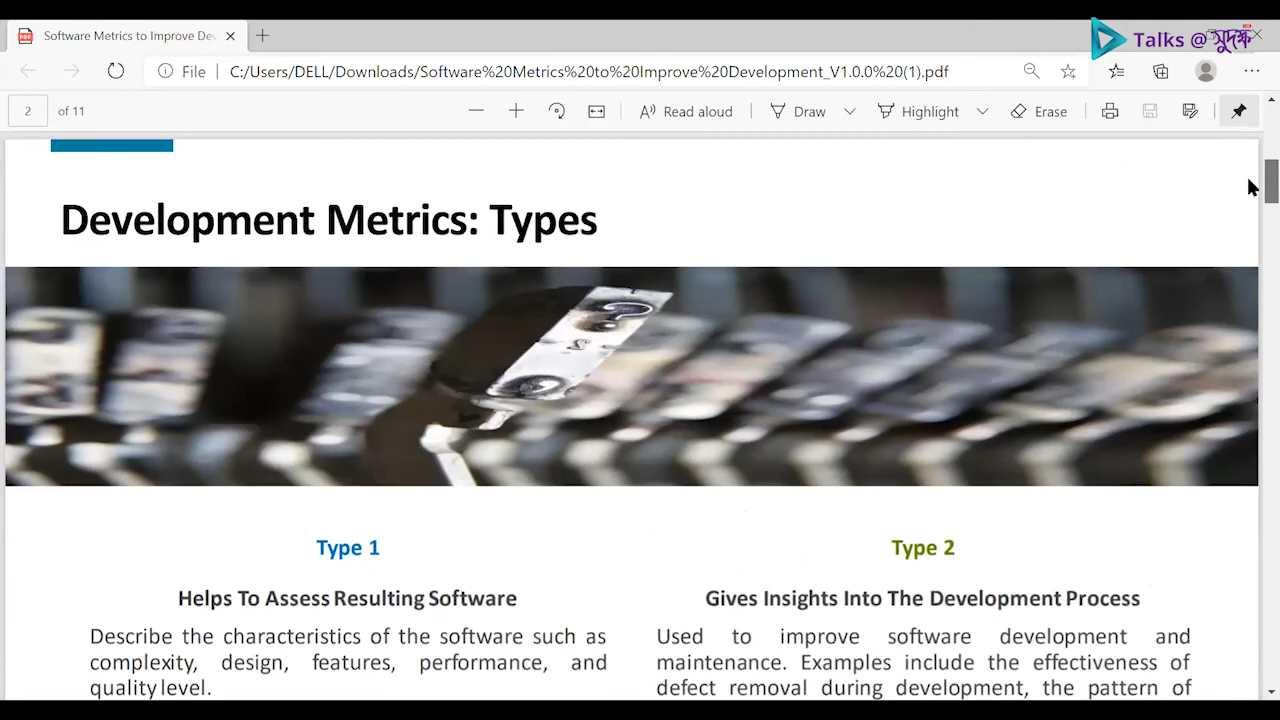 Software Metrics to Improve Dev
Talks @ সুদক্ষ
File C:/Users/DELL/Downloads/Software%20Metrics%20to%20Improve%20Development_V1.0.0%20(1).pdf
2 of 11 Read aloud Draw Highlight Erase
Development Metrics: Types
Type 1
Helps To Assess Resulting Software
Describe the characteristics of the software such as
complexity, design, features, performance, and
quality level.
Type 2
Gives Insights Into The Development Process
Used to improve software development and
maintenance. Examples include the effectiveness of
defect removal during development, the pattern of